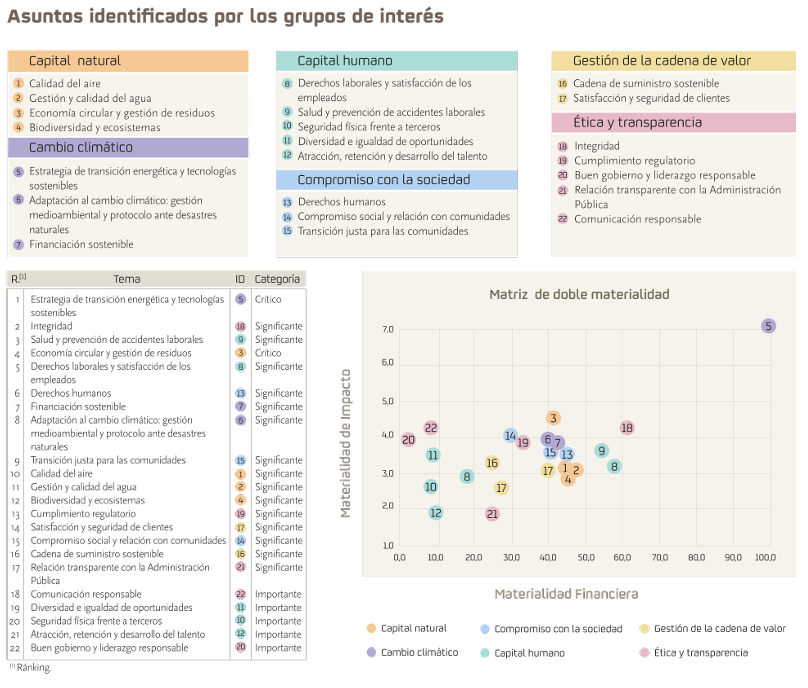 Asuntos identificados por los grupos de interés
Capital natural
1 Calidad del aire
2 Gestión y calidad del agua
3 Economía circular y gestión de residuos
4 Biodiversidad y ecosistemas
Cambio climático
5 Estrategia de transición energética y tecnologías
sostenibles
6 Adaptación al cambio climático: gestión
medioambiental y protocolo ante desastres
naturales
7 Financiación sostenible
Capital humano
8 Derechos laborales y satisfacción de los
empleados
9 Salud y prevención de accidentes laborales
10 Seguridad física frente a terceros
11 Diversidad e igualdad de oportunidades
12 Atracción, retención y desarrollo del talento
Compromiso con la sociedad
13 Derechos humanos
14 Compromiso social y relación con comunidades
15 Transición justa para las comunidades
Gestión de la cadena de valor
16 Cadena de suministro sostenible
17 Satisfacción y seguridad de clientes
Ética y transparencia
18 Integridad
19 Cumplimiento regulatorio
20 Buen gobierno y liderazgo responsable
21 Relación transparente con la Administración
Pública
22 Comunicación responsable
R.(1) Tema ID Categoría
1 Estrategia de transición energética y tecnologías 5 Crítico
sostenibles
2 Integridad 18 Significante
3 Salud y prevención de accidentes laborales 9 Significante
4 Economía circular y gestión de residuos 3 Crítico
5 Derechos laborales y satisfacción de los 8 Significante
empleados
6 Derechos humanos 13 Significante
7 Financiación sostenible 7 Significante
8 Adaptación al cambio climático: gestión 6 Significante
medioambiental y protocolo ante desastres
naturales
9 Transición justa para las comunidades 15 Significante
10 Calidad del aire 1 Significante
11 Gestión y calidad del agua 2 Significante
12 Biodiversidad y ecosistemas 4 Significante
13 Cumplimiento regulatorio 19 Significante
14 Satisfacción y seguridad de clientes 17 Significante
15 Compromiso social y relación con comunidades 14 Significante
16 Cadena de suministro sostenible 16 Significante
17 Relación transparente con la Administración 21 Significante
Pública
18 Comunicación responsable 22 Importante
19 Diversidad e igualdad de oportunidades 11 Importante
20 Seguridad física frente a terceros 10 Importante
21 Atracción, retención y desarrollo del talento 12 Importante
22 Buen gobierno y liderazgo responsable 20 Importante
(1) Ránking.
Matriz de doble materialidad
Materialidad de Impacto
7,0
6,0
4,0
3,0
2,0
1,0
5
3
22
18
14
20
19
6
7
11
15
13
9
16
17
1
2
8
8
4
10
17
12
21
0,0 10,0 20,0 30,0 40,0 50,0 60,0 70,0 80,0 90,0 100,0
Materialidad Financiera
Capital natural
Compromiso con la sociedad
Gestión de la cadena de valor
Cambio climático
Capital humano
Ética y transparencia